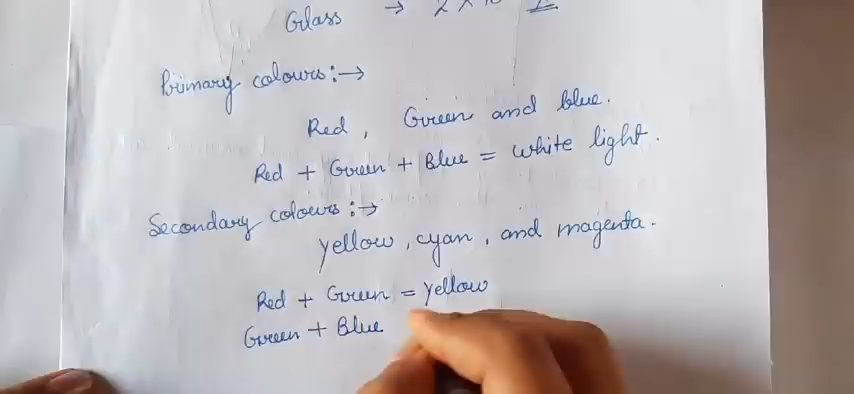 Glass →
Primary colours:→
Red, Green and blue.
Red + Green + Blue = white light.
Secondary colours:→
yellow, cyan, and magenta.
Red + Green = yellow
Green + Blue